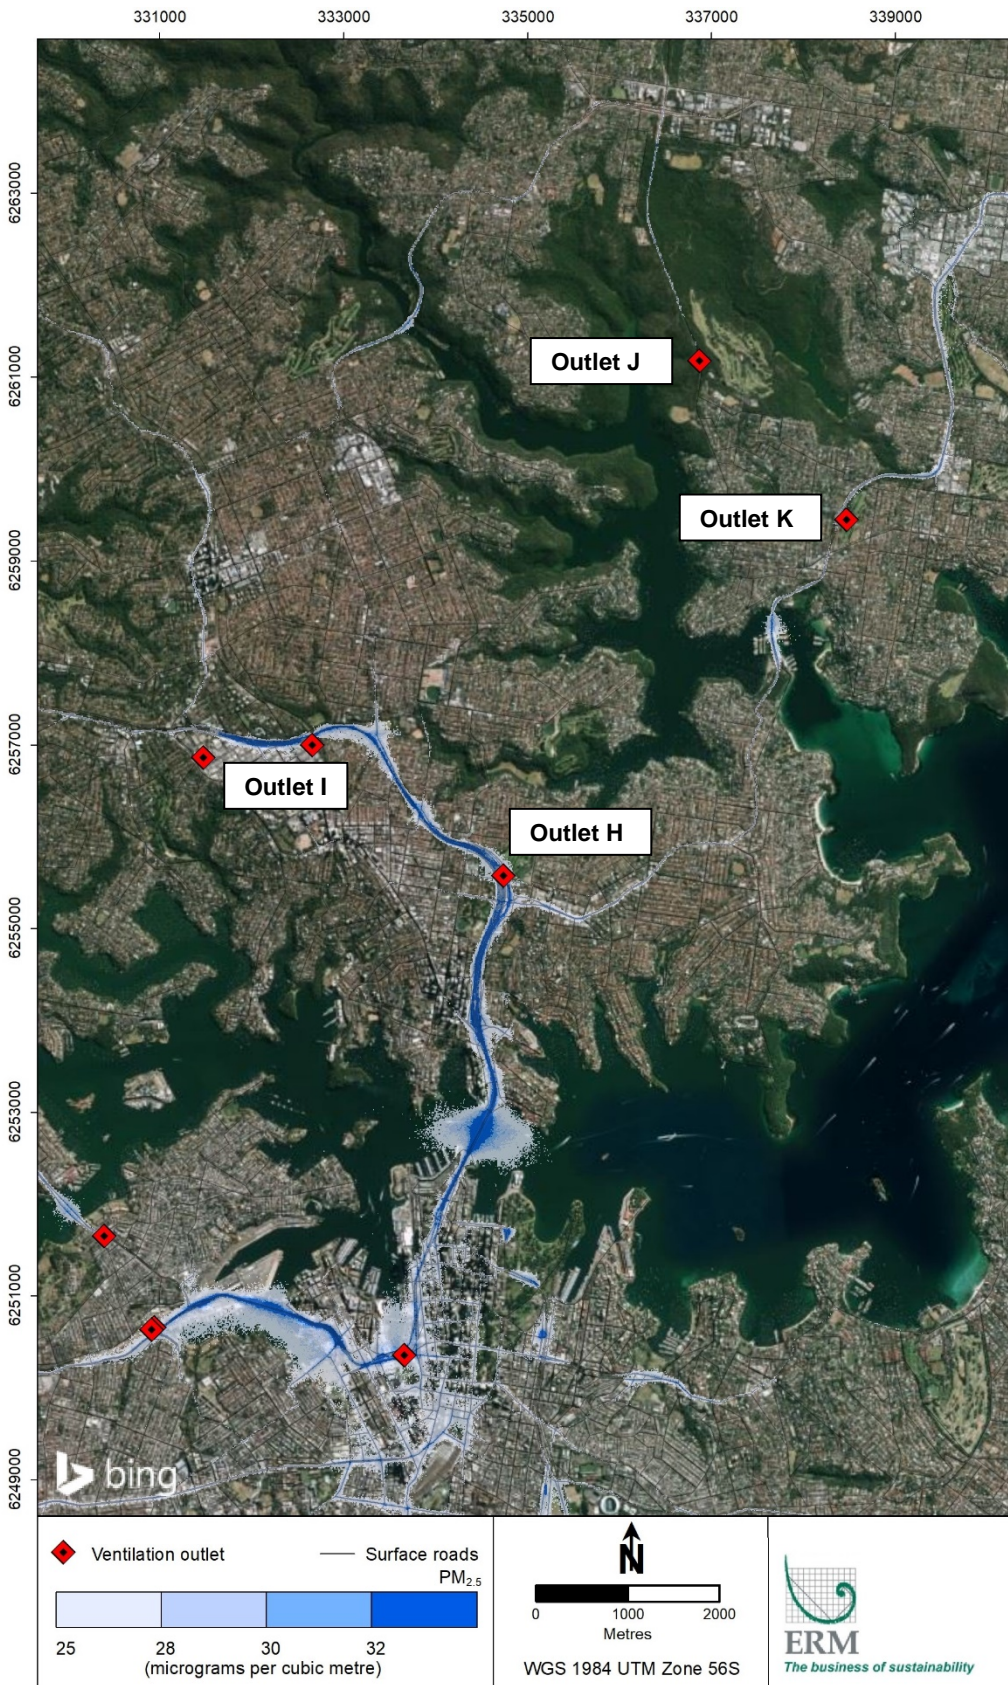 331000 333000 335000 337000 339000
6263000
6261000
6259000
6257000
6255000
6253000
6251000
6249000
Outlet J
Outlet K
Outlet I
Outlet H
bing
Ventilation outlet
Surface roads
PM2.5
25 28 30 32
(micrograms per cubic metre)
N
0 1000 2000
Metres
WGS 1984 UTM Zone 56S
ERM
The business of sustainability